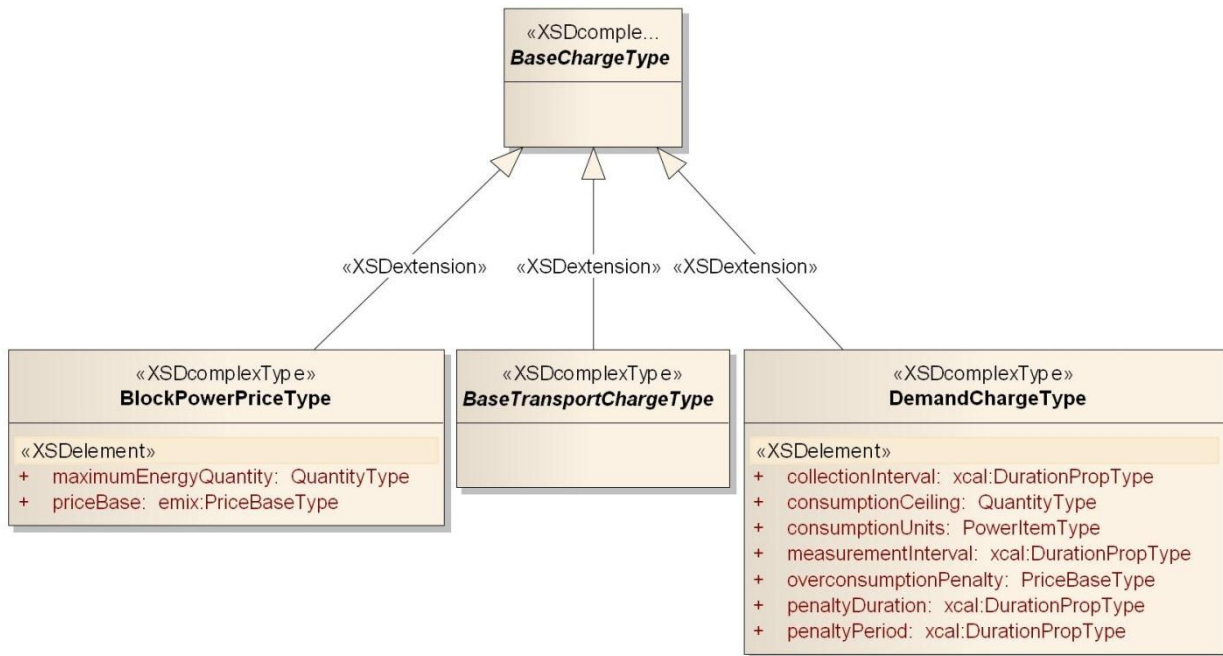 «XSDcomple...
BaseChargeType
«XSDextension»
«XSDextension»
«XSDextension»
«XSDcomplexType»
BlockPowerPriceType
«XSDelement»
+ maximumEnergyQuantity: QuantityType
+ priceBase: emix:PriceBaseType
«XSDcomplexType»
BaseTransportChargeType
«XSDcomplexType»
DemandChargeType
«XSDelement»
+ collectionInterval: xcal:DurationPropType
+ consumptionCeiling: QuantityType
+ consumptionUnits: PowerItemType
+ measurementInterval: xcal:DurationPropType
+ overconsumptionPenalty: PriceBaseType
+ penaltyDuration: xcal:DurationPropType
+ penaltyPeriod: xcal:DurationPropType